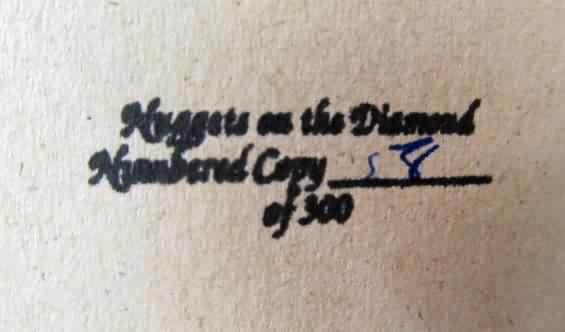 Nuggets on the Diamond
Numbered Copy 58
of 300